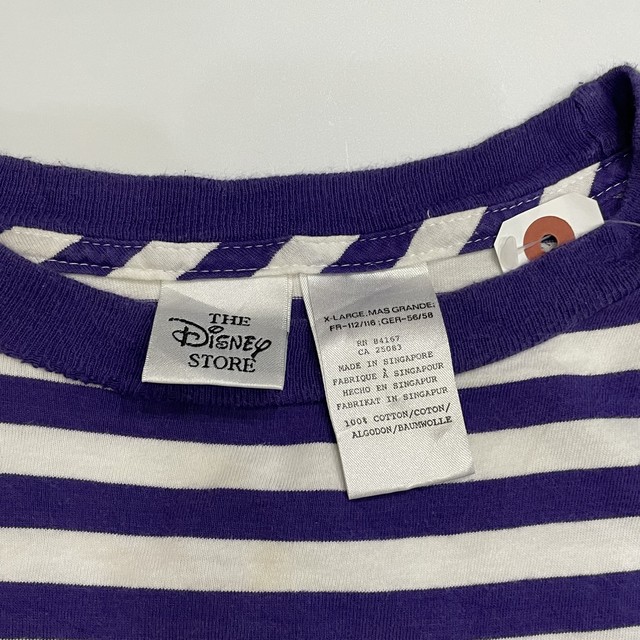 THE
Disney
STORE
X-LARGE; MAS GRANDE;
FR-112/116 ;GER-56/58
RN 84167
CA 25083
MADE IN SINGAPORE
FABRIQUE À SINGAPOUR
HECHO EN SINGAPUR
FABRIKAT IN SINGAPUR
100% COTTON/COTON/
ALGODON/BAUMWOLLE